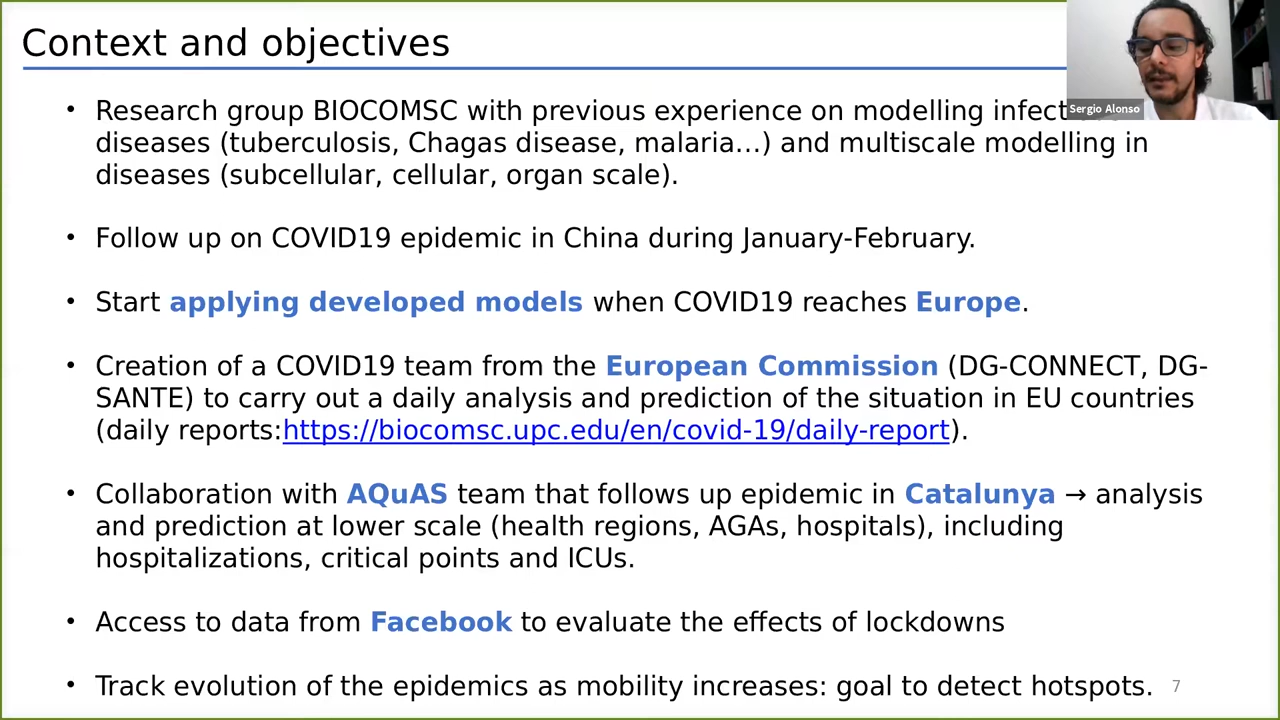 Context and objectives
Sergio Alonso
• Research group BIOCOMSC with previous experience on modelling infect
diseases (tuberculosis, Chagas disease, malaria...) and multiscale modelling in
diseases (subcellular, cellular, organ scale).
• Follow up on COVID19 epidemic in China during January-February.
• Start applying developed models when COVID19 reaches Europe.
• Creation of a COVID19 team from the European Commission (DG-CONNECT, DG-
SANTE) to carry out a daily analysis and prediction of the situation in EU countries
(daily reports:https://biocomsc.upc.edu/en/covid-19/daily-report).
• Collaboration with AQuAS team that follows up epidemic in Catalunya → analysis
and prediction at lower scale (health regions, AGAs, hospitals), including
hospitalizations, critical points and ICUs.
• Access to data from Facebook to evaluate the effects of lockdowns
• Track evolution of the epidemics as mobility increases: goal to detect hotspots.
7